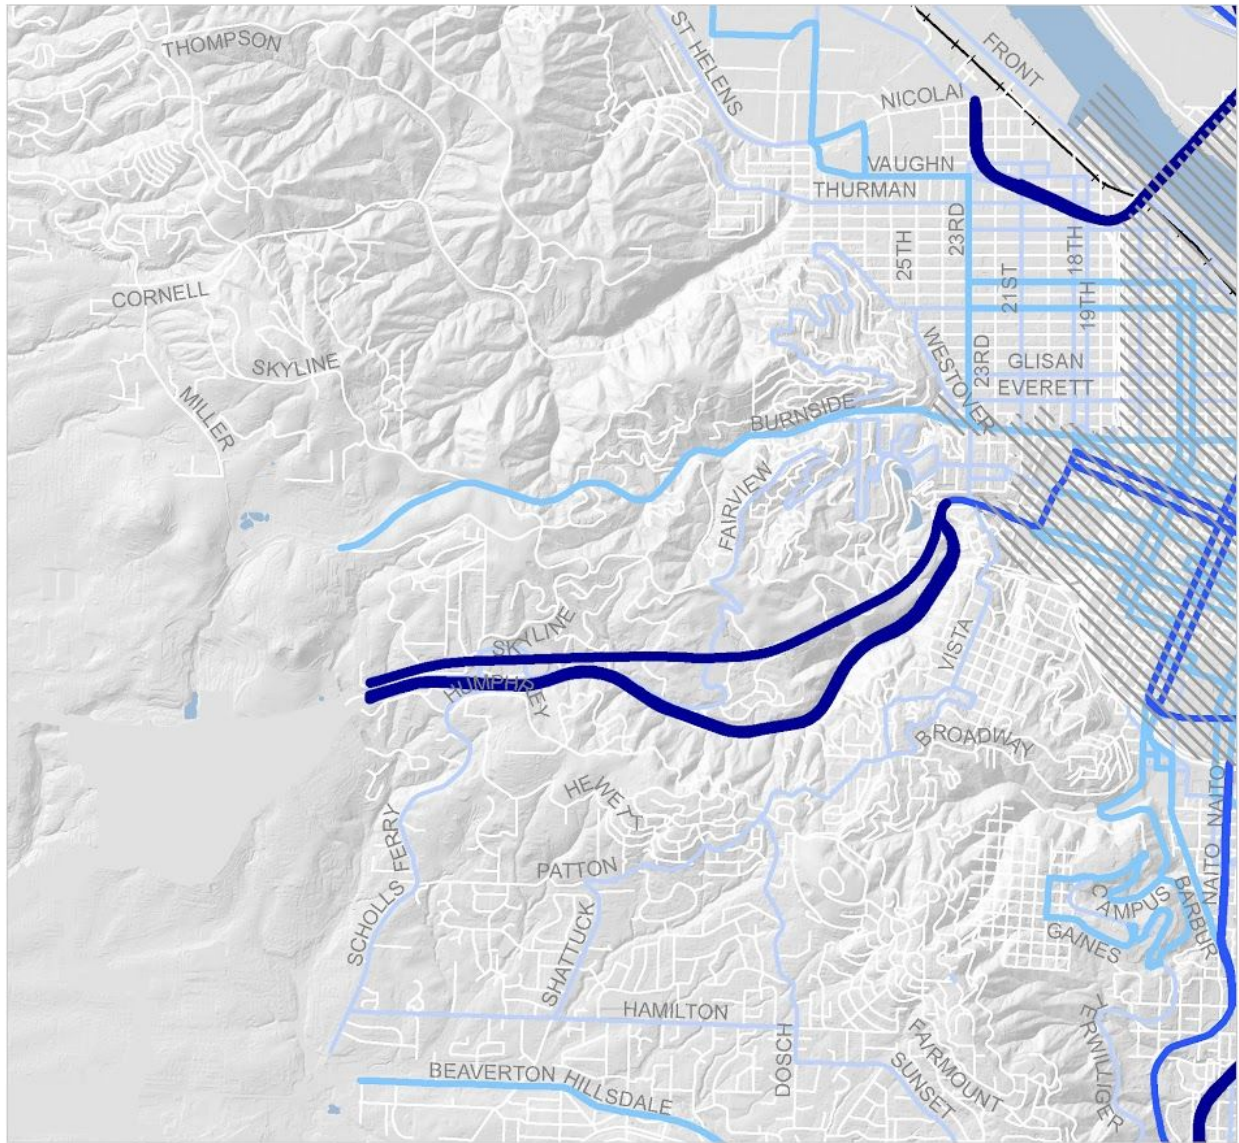 THOMPSON
ST HELENS
FRONT
NICOLAI
VAUGHN
THURMAN
23RD
25TH
18TH
21ST
19TH
CORNELL
SKYLINE
MILLER
WESTOVER
23RD
GLISAN
EVERETT
BURNSIDE
FAIRVIEW
SKYLINE
HUMPHREY
VISTA
BROADWAY
HEWETT
NAITO
NAITO
SCHOLLS FERRY
PATTON
SHATTUCK
CAMPUS
BARBUR
GAINES
HAMILTON
DOSCH
FAIRMOUNT
SUNSET
TERWILLIGER
BEAVERTON HILLSDALE